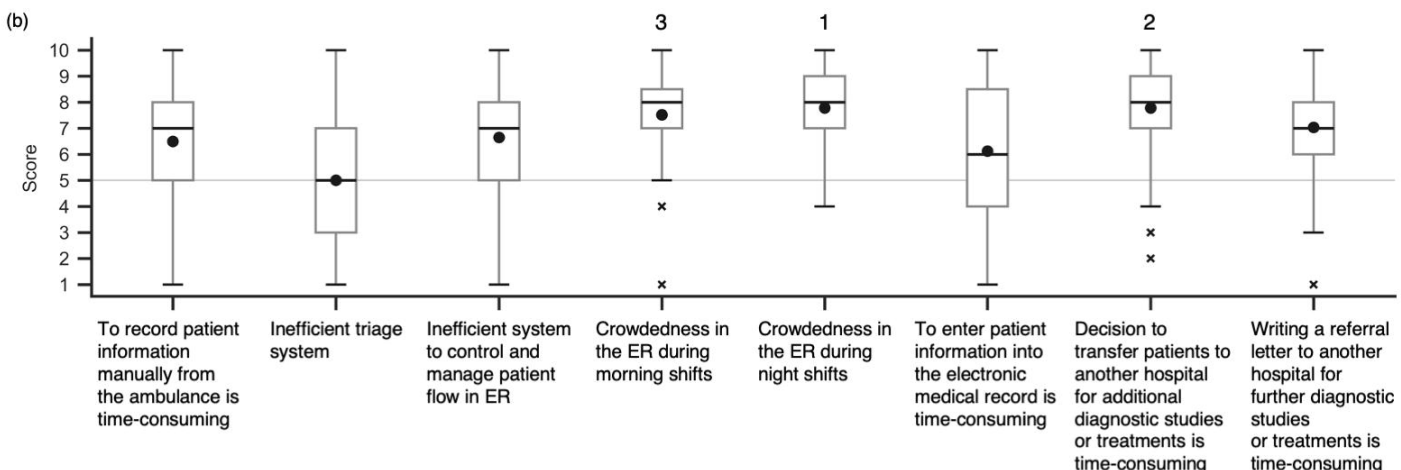 (b)
3 1 2
10
9
8
7
6
5
4
3
2
1
Score
To record patient
information
manually from
the ambulance is
time-consuming
Inefficient triage
system
Inefficient system
to control and
manage patient
flow in ER
Crowdedness in
the ER during
morning shifts
Crowdedness in
the ER during
night shifts
To enter patient
information into
the electronic
medical record is
time-consuming
Decision to
transfer patients to
another hospital
for additional
diagnostic studies
or treatments is
time-consuming
Writing a referral
letter to another
hospital for
further diagnostic
studies
or treatments is
time-consuming